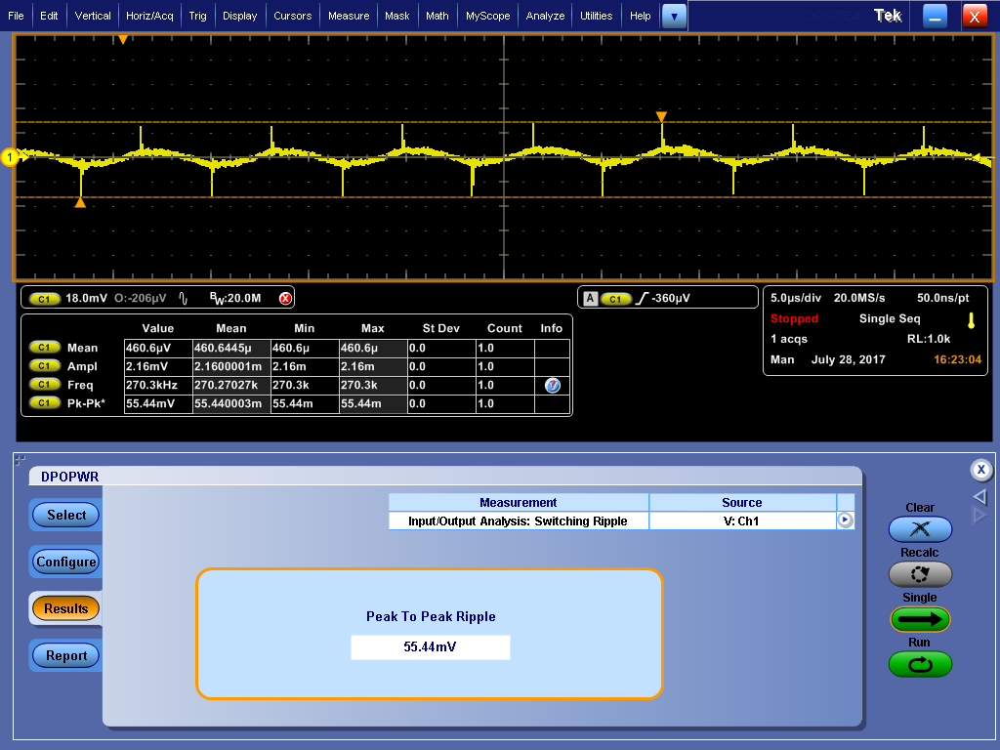 File Edit Vertical Horiz/Acq Trig Display Cursors Measure Mask Math MyScope Analyze Utilities Help Tek X
1
C1 18.0mV O:-206µV BW:20.0M
A C1 -360µV
5.0µs/div 20.0MS/s 50.0ns/pt
Stopped Single Seq
1 acqs RL:1.0k
Man July 28, 2017 16:23:04
Value Mean Min Max St Dev Count Info
C1 Mean 460.6µV 460.6445µ 460.6µ 460.6µ 0.0 1.0
C1 Ampl 2.16mV 2.1600001m 2.16m 2.16m 0.0 1.0
C1 Freq 270.3kHz 270.27027k 270.3k 270.3k 0.0 1.0
C1 Pk-Pk* 55.44mV 55.440003m 55.44m 55.44m 0.0 1.0
DPOPWR
X
Select
Configure
Results
Report
Measurement Source
Input/Output Analysis: Switching Ripple V: Ch1
Peak To Peak Ripple
55.44mV
Clear
Recalc
Single
Run